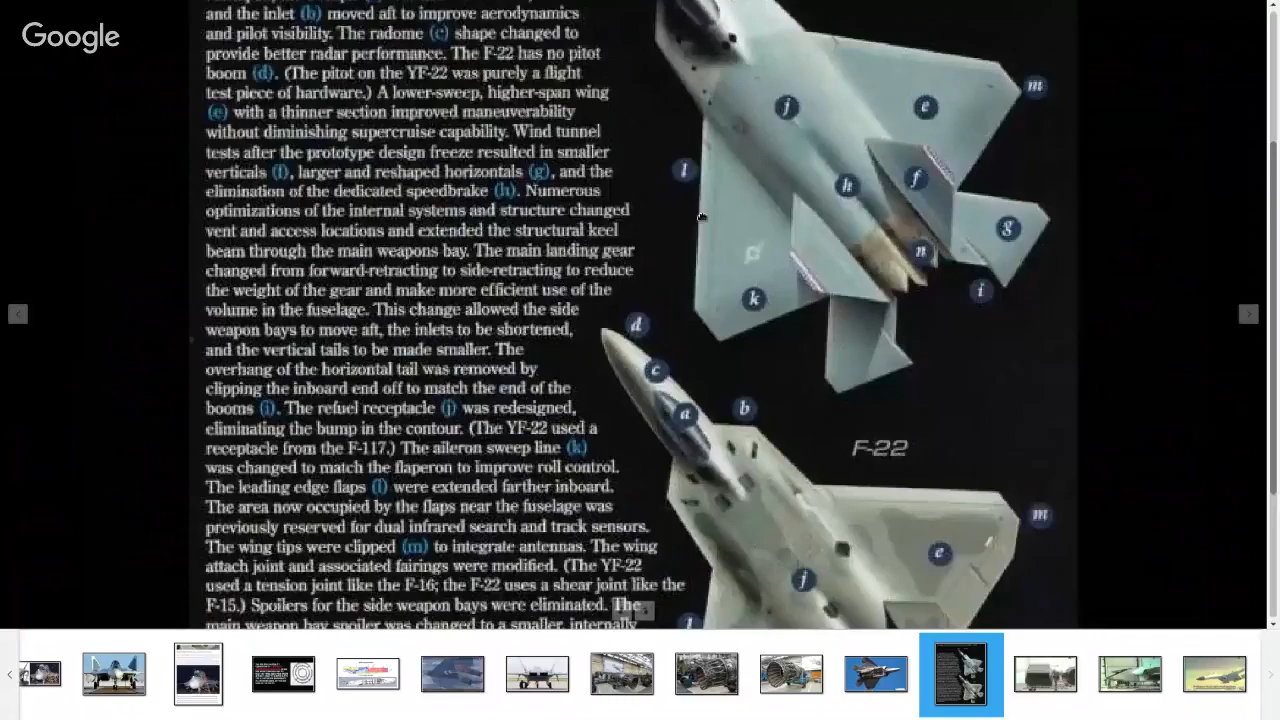 Google
and the inlet (b) moved aft to improve aerodynamics
and pilot visibility. The radome (c) shape changed to
provide better radar performance. The F-22 has no pitot
boom (d). (The pitot on the YF-22 was purely a flight
test piece of hardware.) A lower-sweep, higher-span wing
(e) with a thinner section improved maneuverability
without diminishing supercruise capability. Wind tunnel
tests after the prototype design freeze resulted in smaller
verticals (f), larger and reshaped horizontals (g), and the
elimination of the dedicated speedbrake (h). Numerous
optimizations of the internal systems and structure changed
vent and access locations and extended the structural keel
beam through the main weapons bay. The main landing gear
changed from forward-retracting to side-retracting to reduce
the weight of the gear and make more efficient use of the
volume in the fuselage. This change allowed the side
weapon bays to move aft, the inlets to be shortened,
and the vertical tails to be made smaller. The
overhang of the horizontal tail was removed by
clipping the inboard end off to match the end of the
booms (i). The refuel receptacle (j) was redesigned,
eliminating the bump in the contour. (The YF-22 used a
receptacle from the F-117.) The aileron sweep line (k)
was changed to match the flaperon to improve roll control.
The leading edge flaps (l) were extended farther inboard.
The area now occupied by the flaps near the fuselage was
previously reserved for dual infrared search and track sensors.
The wing tips were clipped (m) to integrate antennas. The wing
attach joint and associated fairings were modified. (The YF-22
used a tension joint like the F-16; the F-22 uses a shear joint like the
F-15.) Spoilers for the side weapon bays were eliminated. The
main weapon bay spoiler was changed to a smaller, internally
m
j
e
l
h
f
g
n
i
k
d
c
a
b
F-22
m
e
j
l